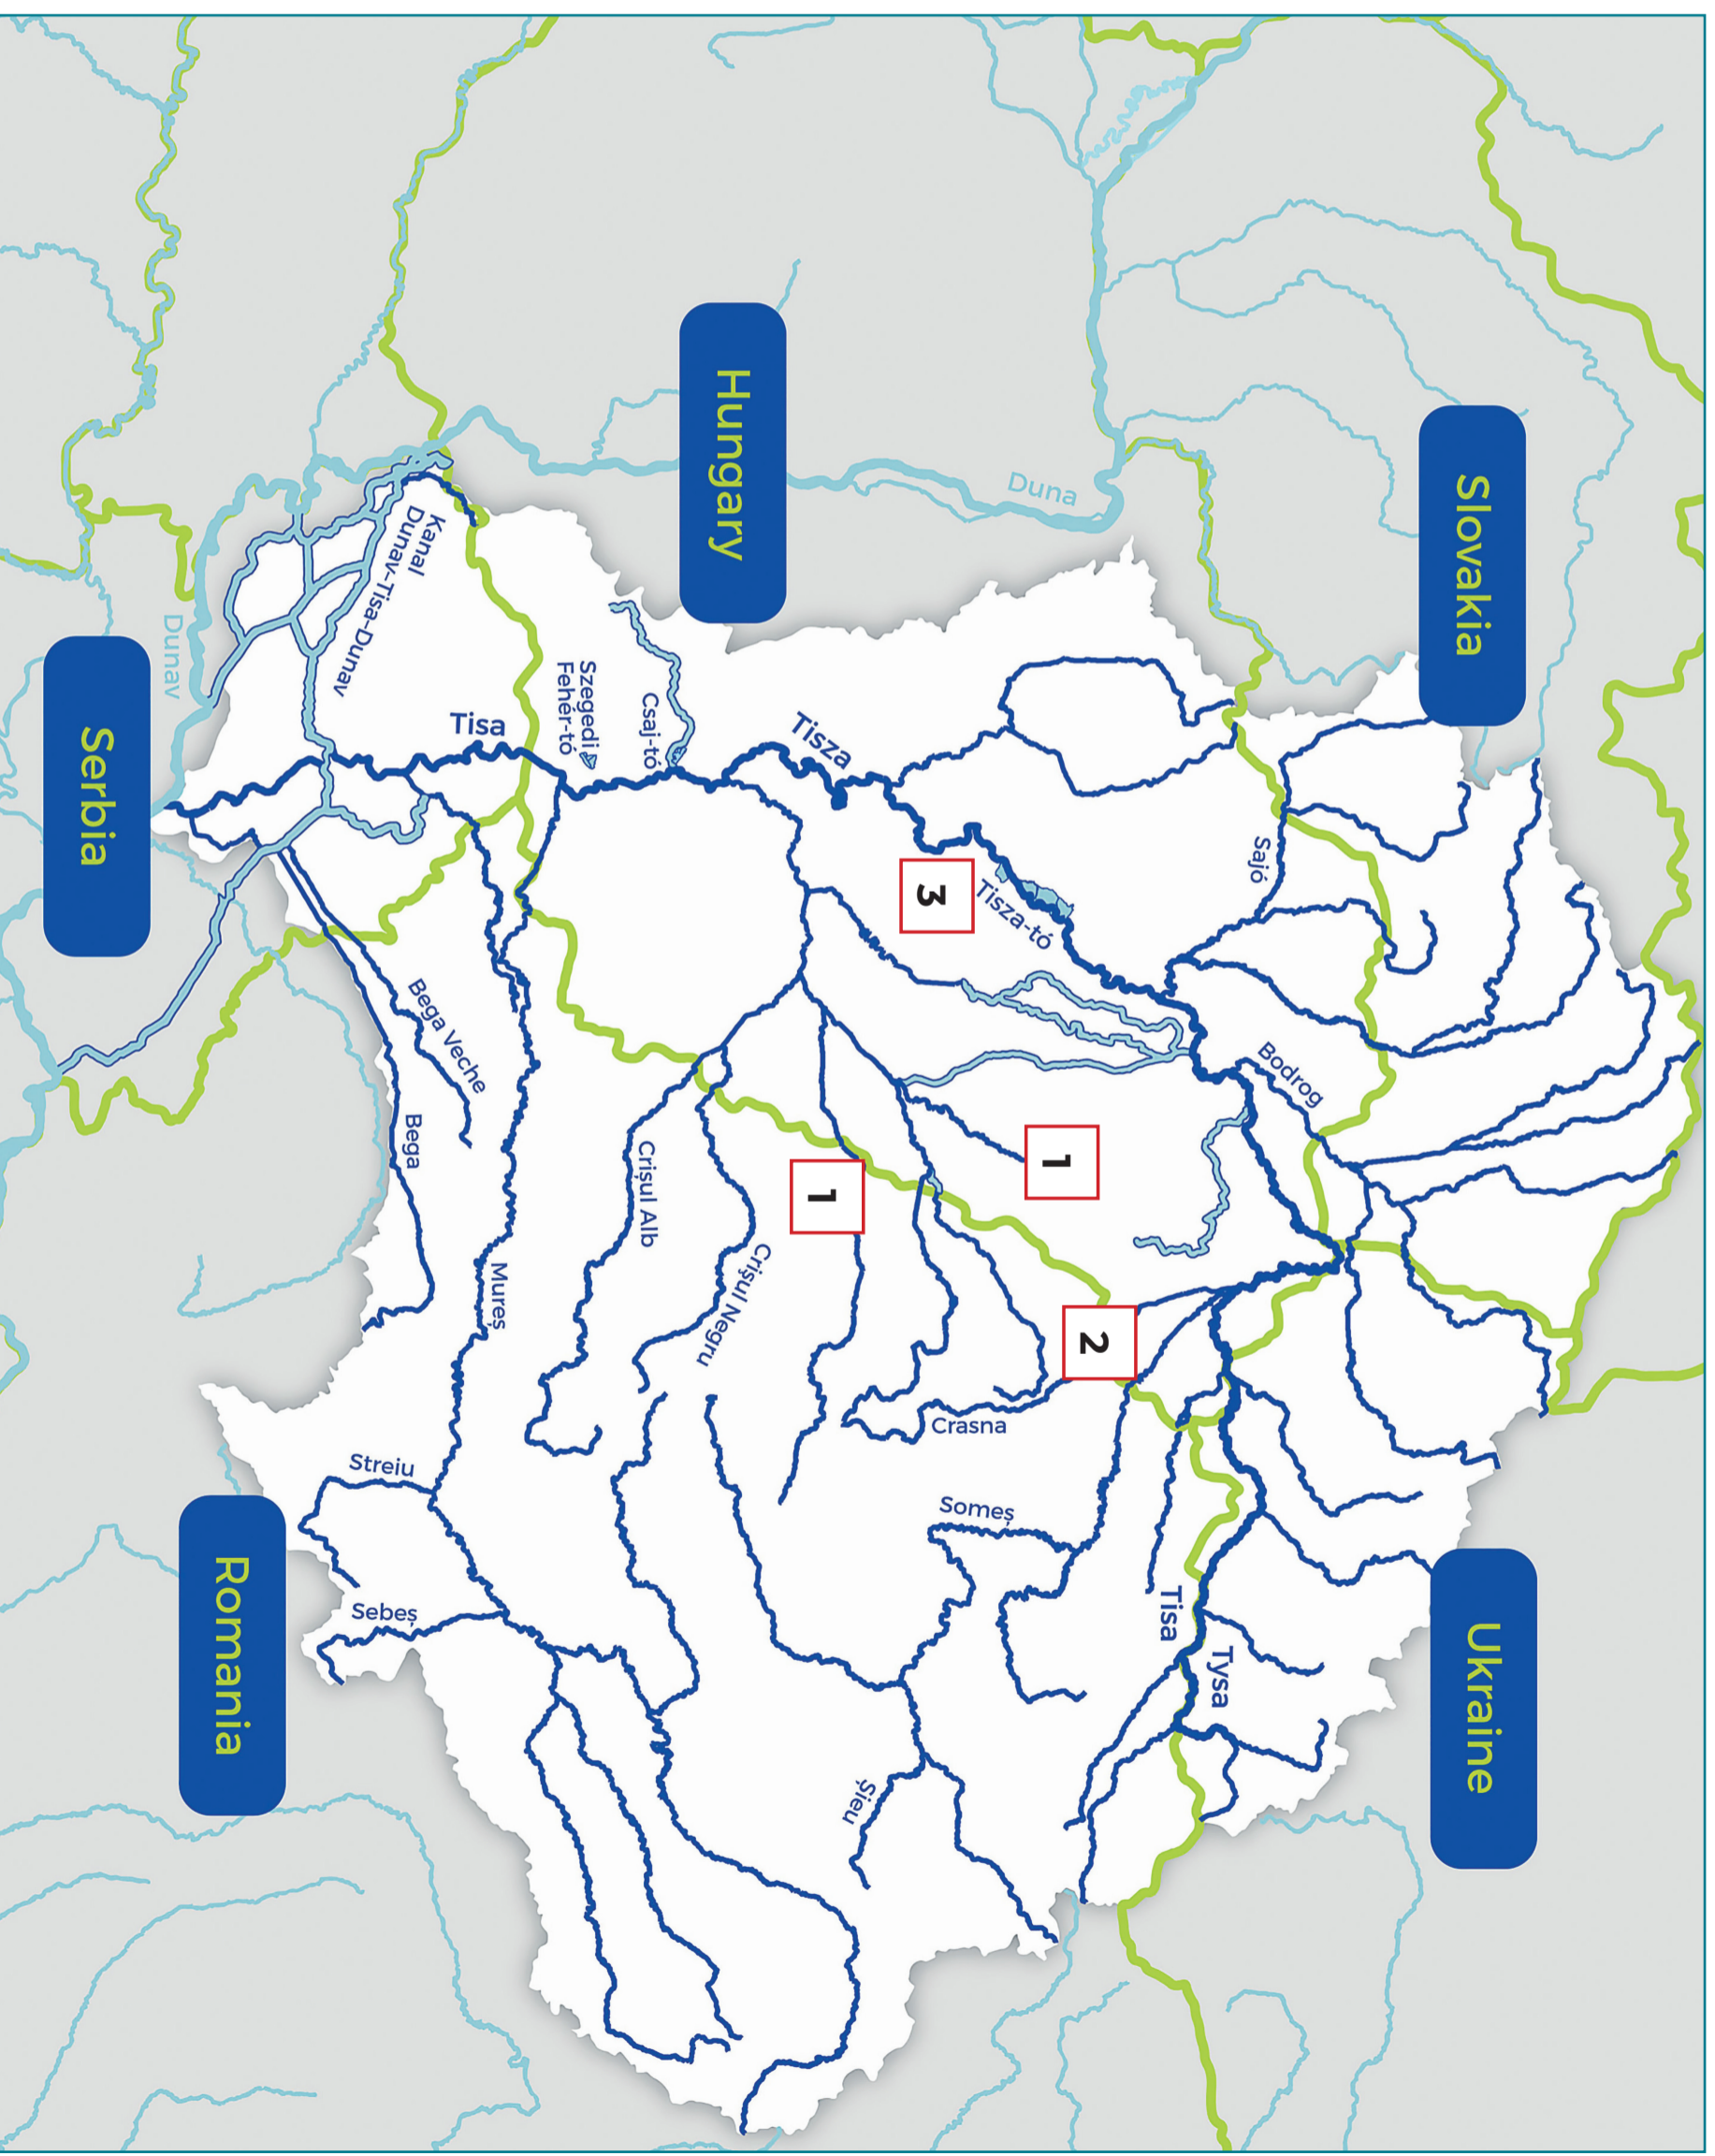 Slovakia
Ukraine
Hungary
Serbia
Romania
Duna
Dunav
Kanal
Dunav-Tisa-Dunav
Tisa
Szegedi
Fehér-tó
Csaj-tó
Tisza
Tisza-tó
Sajó
Bodrog
3
1
1
2
Bega Veche
Bega
Mureș
Crișul Alb
Crișul Negru
Crasna
Someș
Tisa
Tysa
Streiu
Sebeș
Șieu